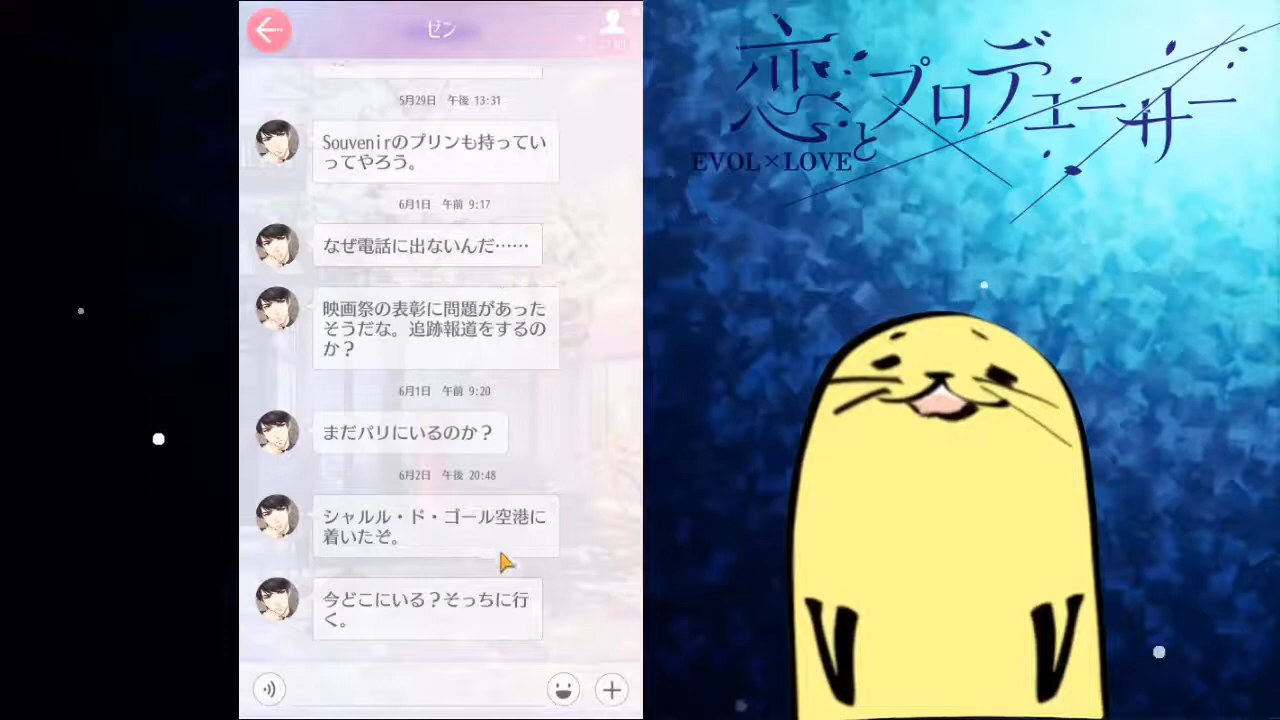 ゼン
5月29日 午後 13:31
Souvenirのプリンも持ってい
ってやろう。
6月1日 午前 9:17
なぜ電話に出ないんだ……
映画祭の表彰に問題があった
そうだな。追跡報道をするの
か？
6月1日 午前 9:20
まだパリにいるのか？
6月2日 午後 20:48
シャルル・ド・ゴール空港に
着いたぞ。
今どこにいる？そっちに行
く。
恋とプロデューサー
EVOL×LOVE